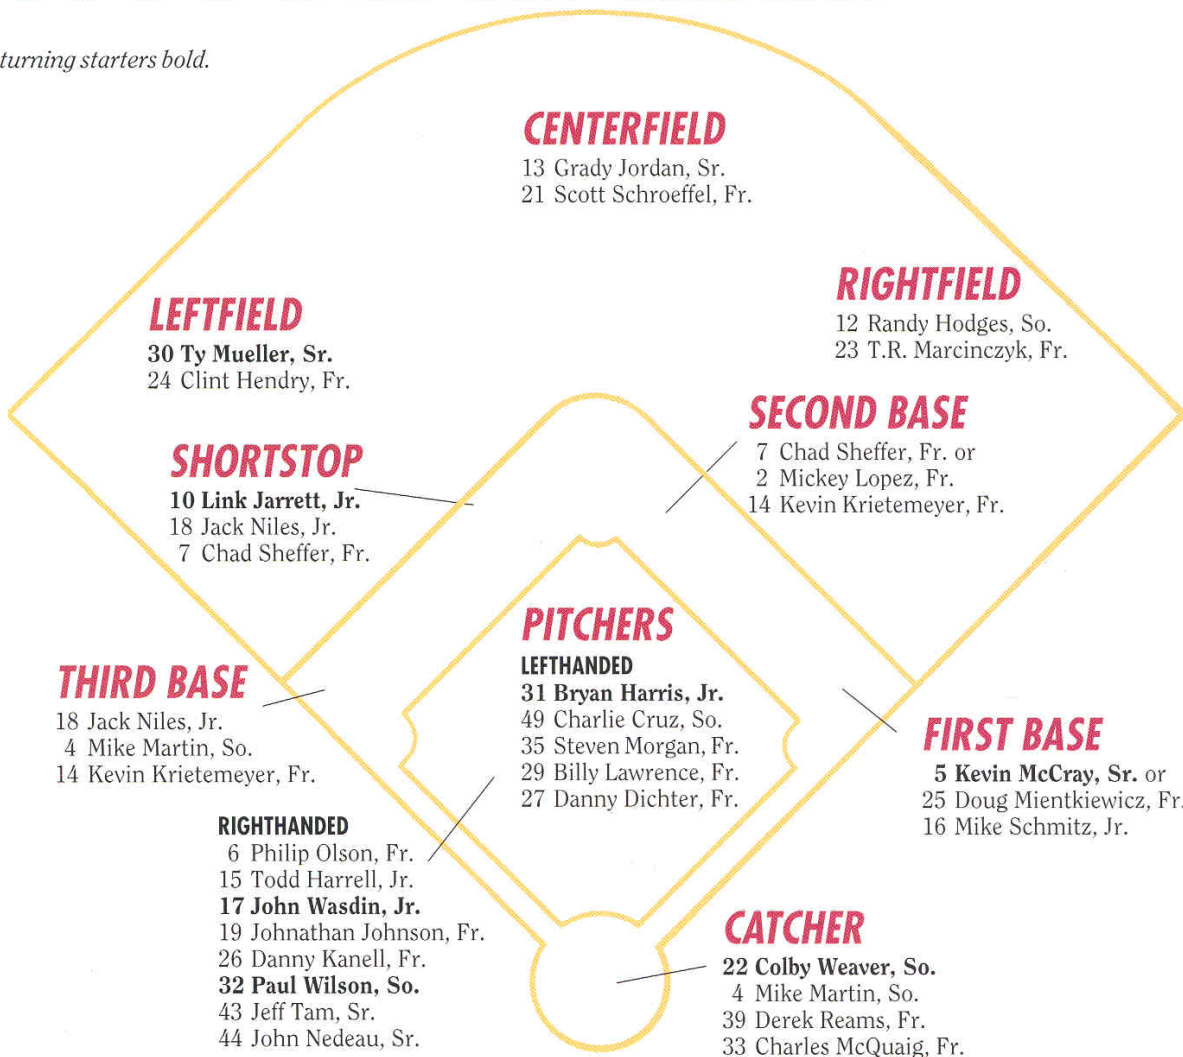 turning starters bold.
CENTERFIELD
13 Grady Jordan, Sr.
21 Scott Schroeffel, Fr.
LEFTFIELD
30 Ty Mueller, Sr.
24 Clint Hendry, Fr.
RIGHTFIELD
12 Randy Hodges, So.
23 T.R. Marcinczyk, Fr.
SHORTSTOP
10 Link Jarrett, Jr.
18 Jack Niles, Jr.
7 Chad Sheffer, Fr.
SECOND BASE
7 Chad Sheffer, Fr. or
2 Mickey Lopez, Fr.
14 Kevin Krietemeyer, Fr.
THIRD BASE
18 Jack Niles, Jr.
4 Mike Martin, So.
14 Kevin Krietemeyer, Fr.
PITCHERS
LEFTHANDED
31 Bryan Harris, Jr.
49 Charlie Cruz, So.
35 Steven Morgan, Fr.
29 Billy Lawrence, Fr.
27 Danny Dichter, Fr.
FIRST BASE
5 Kevin McCray, Sr. or
25 Doug Mientkiewicz, Fr.
16 Mike Schmitz, Jr.
RIGHTHANDED
6 Philip Olson, Fr.
15 Todd Harrell, Jr.
17 John Wasdin, Jr.
19 Johnathan Johnson, Fr.
26 Danny Kanell, Fr.
32 Paul Wilson, So.
43 Jeff Tam, Sr.
44 John Nedeau, Sr.
CATCHER
22 Colby Weaver, So.
4 Mike Martin, So.
39 Derek Reams, Fr.
33 Charles McQuaig, Fr.